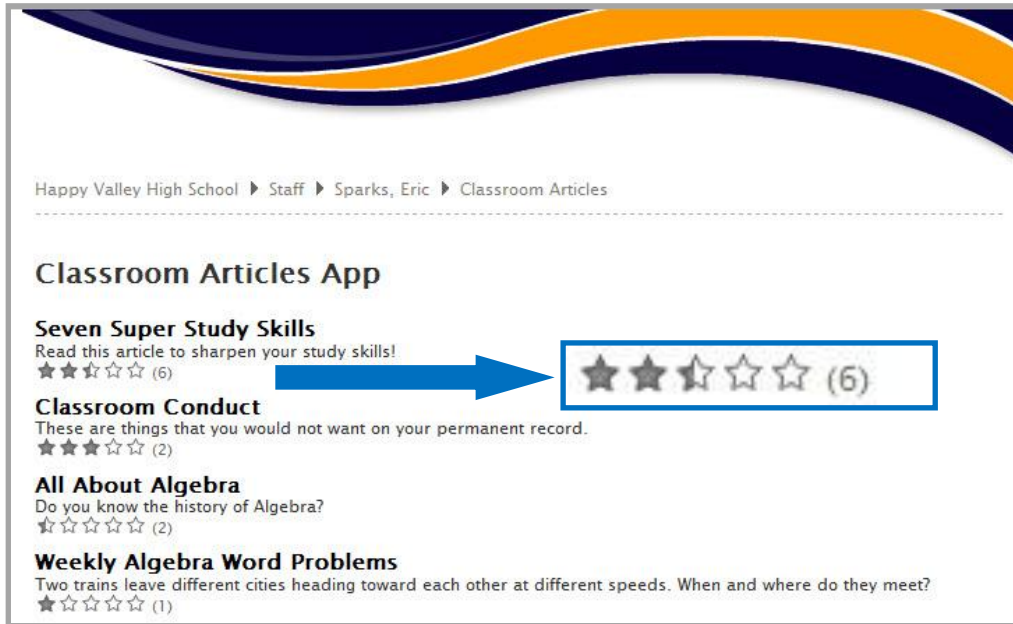 Happy Valley High School ▶ Staff ▶ Sparks, Eric ▶ Classroom Articles
Classroom Articles App
Seven Super Study Skills
Read this article to sharpen your study skills!
(6)
(6)
Classroom Conduct
These are things that you would not want on your permanent record.
(2)
All About Algebra
Do you know the history of Algebra?
(2)
Weekly Algebra Word Problems
Two trains leave different cities heading toward each other at different speeds. When and where do they meet?
(1)